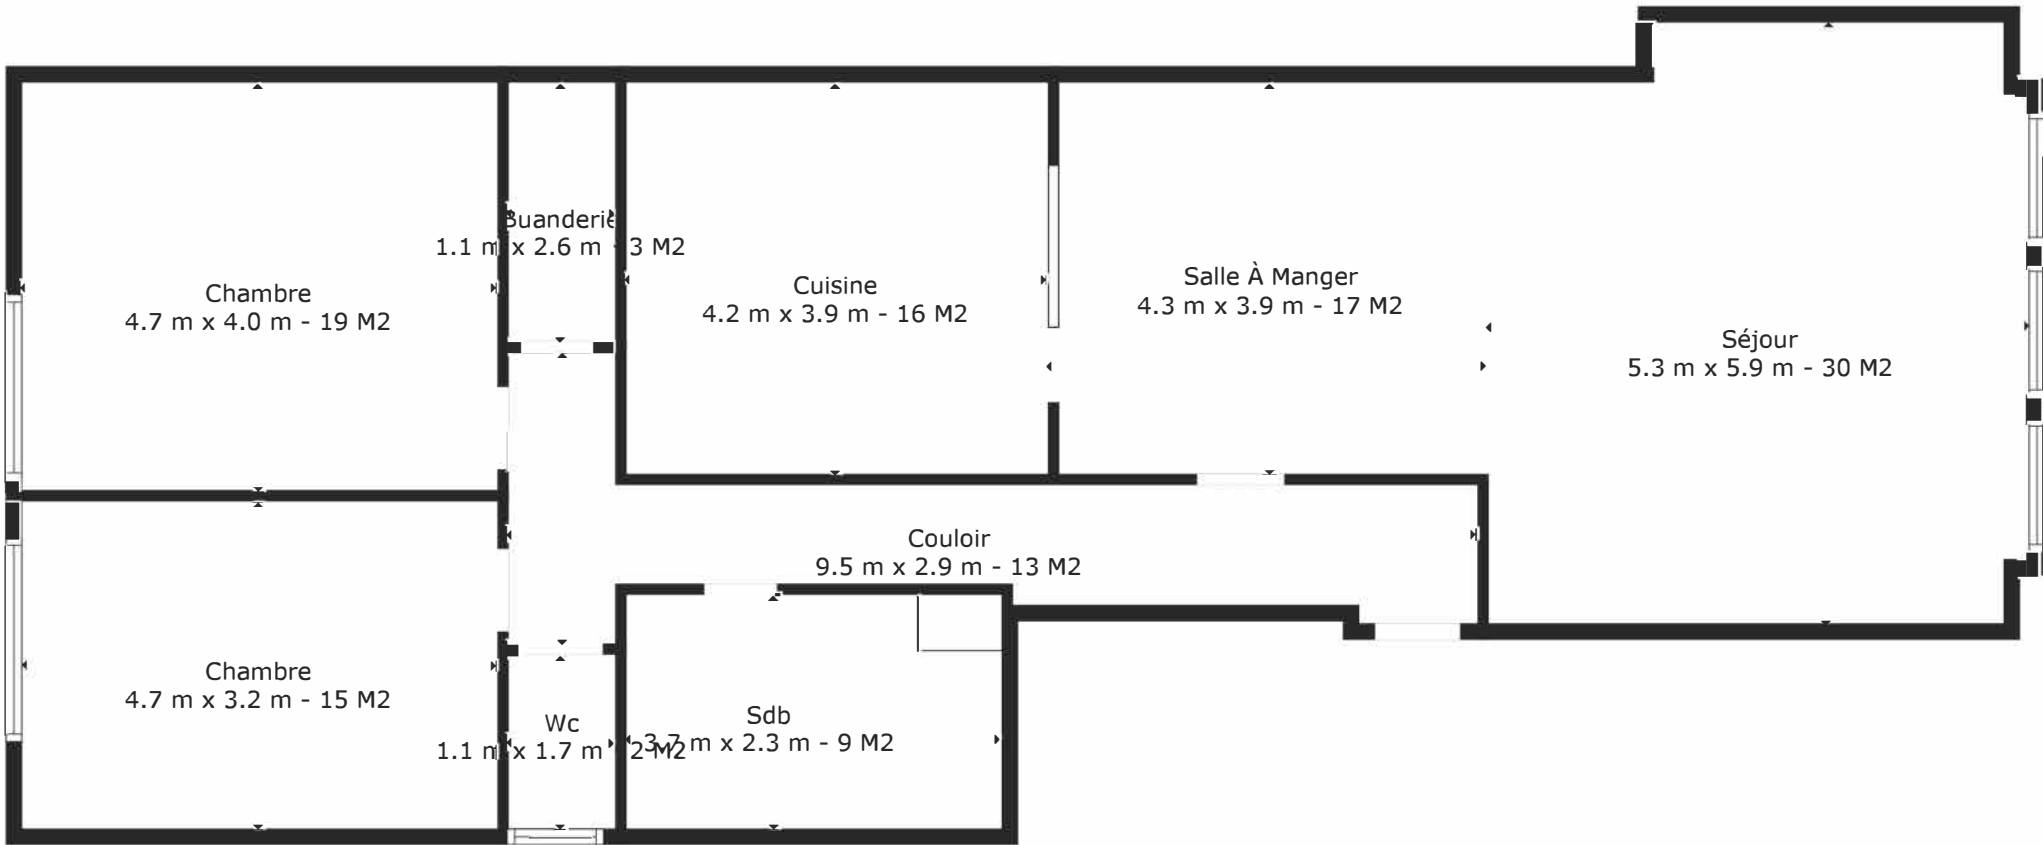 Chambre
4.7 m x 4.0 m - 19 M2
Buanderie
1.1 m x 2.6 m - 3 M2
Cuisine
4.2 m x 3.9 m - 16 M2
Salle À Manger
4.3 m x 3.9 m - 17 M2
Séjour
5.3 m x 5.9 m - 30 M2
Couloir
9.5 m x 2.9 m - 13 M2
Chambre
4.7 m x 3.2 m - 15 M2
Wc
1.1 m x 1.7 m - 2 M2
Sdb
3.7 m x 2.3 m - 9 M2